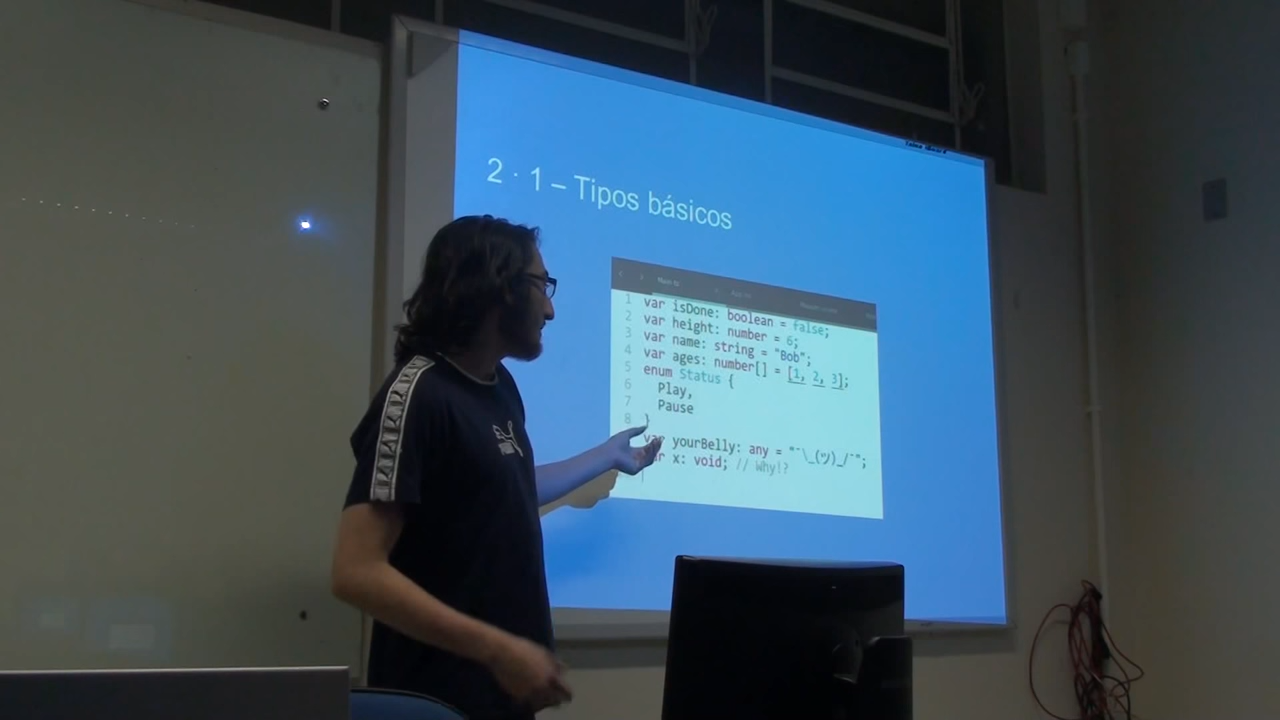 2 · 1 – Tipos básicos
1 var isDone: boolean = false;
2 var height: number = 6;
3 var name: string = "Bob";
4 var ages: number[] = [1, 2, 3];
5 enum Status {
6 Play,
7 Pause
8 }
var yourBelly: any = "¯\_(ツ)_/¯";
var x: void; // Why!?